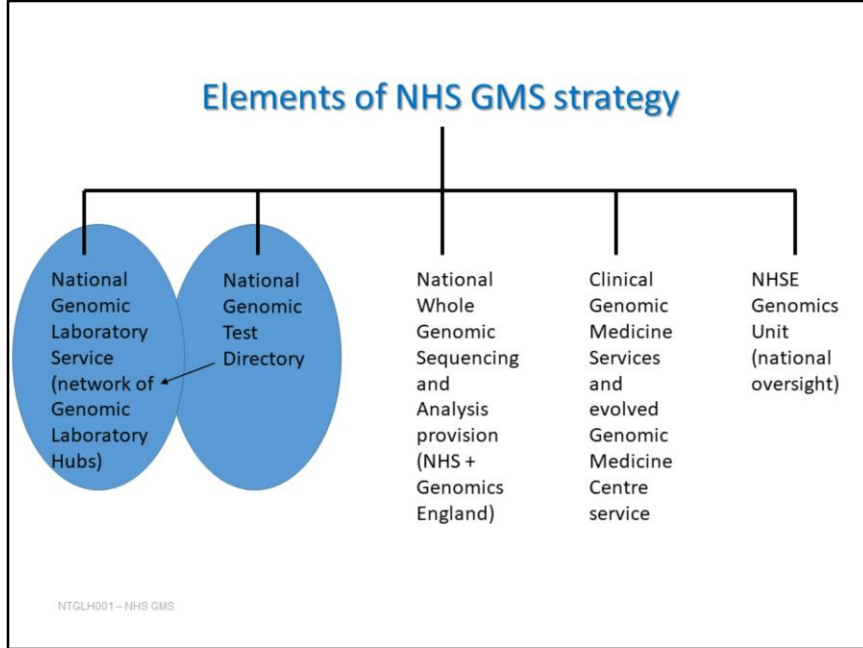 Elements of NHS GMS strategy
National
Genomic
Laboratory
Service
(network of
Genomic
Laboratory
Hubs)
National
Genomic
Test
Directory
National
Whole
Genomic
Sequencing
and
Analysis
provision
(NHS +
Genomics
England)
Clinical
Genomic
Medicine
Services
and
evolved
Genomic
Medicine
Centre
service
NHSE
Genomics
Unit
(national
oversight)
NTGLH001 – NHS GMS